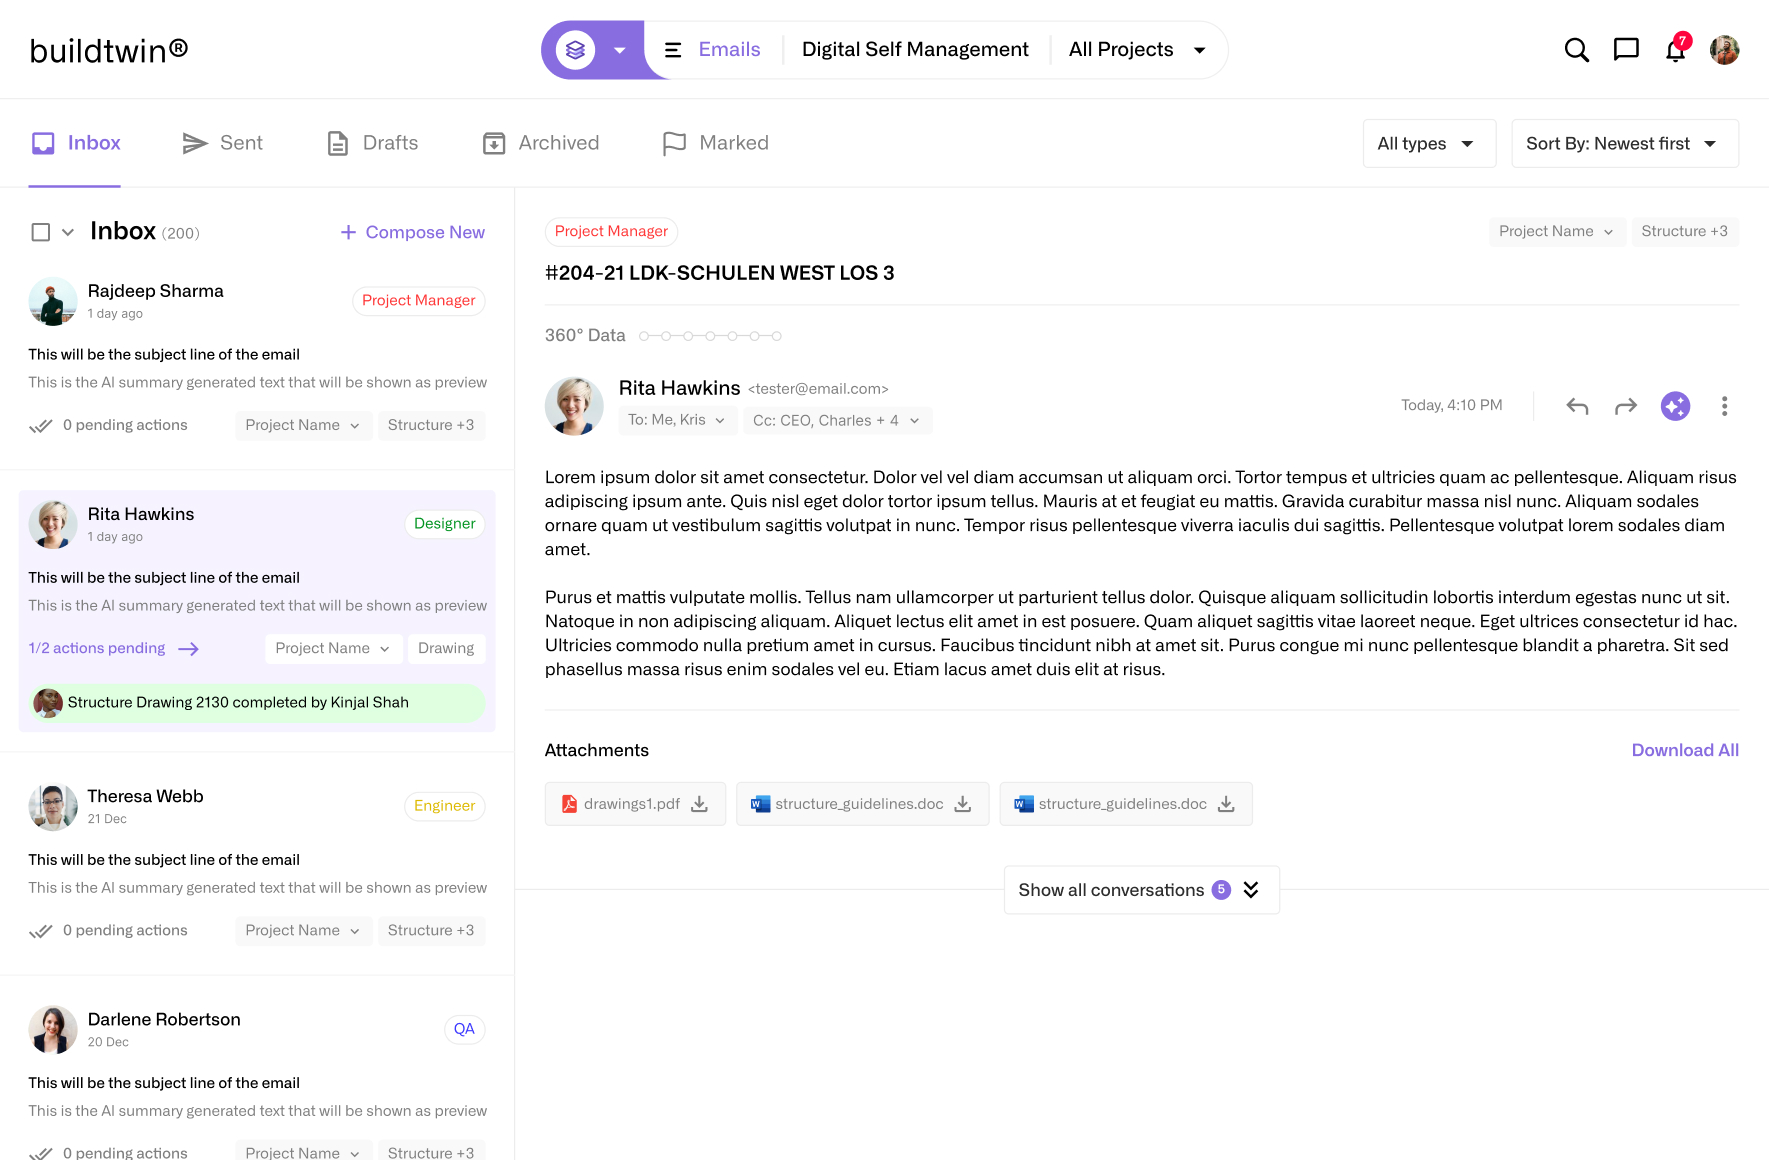 buildtwin®
Emails
Digital Self Management
All Projects
7
Inbox
Sent
Drafts
Archived
Marked
All types
Sort By: Newest first
Inbox (200)
+ Compose New
Rajdeep Sharma
1 day ago
Project Manager
This will be the subject line of the email
This is the AI summary generated text that will be shown as preview
0 pending actions
Project Name
Structure +3
Rita Hawkins
1 day ago
Designer
This will be the subject line of the email
This is the AI summary generated text that will be shown as preview
1/2 actions pending
Project Name
Drawing
Structure Drawing 2130 completed by Kinjal Shah
Theresa Webb
21 Dec
Engineer
This will be the subject line of the email
This is the AI summary generated text that will be shown as preview
0 pending actions
Project Name
Structure +3
Darlene Robertson
20 Dec
QA
This will be the subject line of the email
This is the AI summary generated text that will be shown as preview
0 pending actions
Project Name
Structure +3
Project Manager
Project Name
Structure +3
#204-21 LDK-SCHULEN WEST LOS 3
360° Data
Rita Hawkins <tester@email.com>
To: Me, Kris
Cc: CEO, Charles + 4
Today, 4:10 PM
Lorem ipsum dolor sit amet consectetur. Dolor vel vel diam accumsan ut aliquam orci. Tortor tempus et ultricies quam ac pellentesque. Aliquam risus
adipiscing ipsum ante. Quis nisl eget dolor tortor ipsum tellus. Mauris at et feugiat eu mattis. Gravida curabitur massa nisl nunc. Aliquam sodales
ornare quam ut vestibulum sagittis volutpat in nunc. Tempor risus pellentesque viverra iaculis dui sagittis. Pellentesque volutpat lorem sodales diam
amet.
Purus et mattis vulputate mollis. Tellus nam ullamcorper ut parturient tellus dolor. Quisque aliquam sollicitudin lobortis interdum egestas nunc ut sit.
Natoque in non adipiscing aliquam. Aliquet lectus elit amet in est posuere. Quam aliquet sagittis vitae laoreet neque. Eget ultrices consectetur id hac.
Ultricies commodo nulla pretium amet in cursus. Faucibus tincidunt nibh at amet sit. Purus congue mi nunc pellentesque blandit a pharetra. Sit sed
phasellus massa risus enim sodales vel eu. Etiam lacus amet duis elit at risus.
Attachments
Download All
drawings1.pdf
structure_guidelines.doc
structure_guidelines.doc
Show all conversations 5